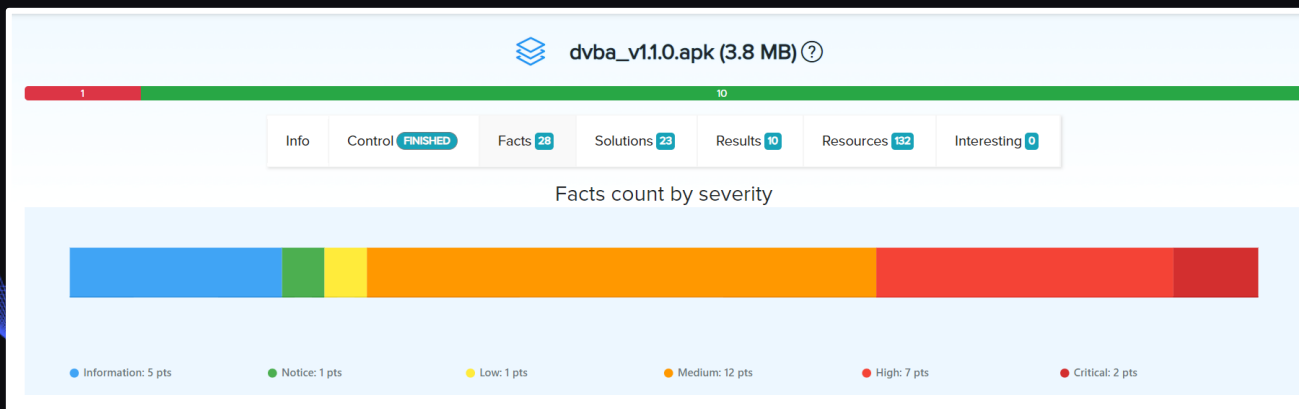 dvba_v1.1.0.apk (3.8 MB) ?
1 10
Info Control FINISHED Facts 28 Solutions 23 Results 10 Resources 132 Interesting 0
Facts count by severity
Information: 5 pts Notice: 1 pts Low: 1 pts Medium: 12 pts High: 7 pts Critical: 2 pts